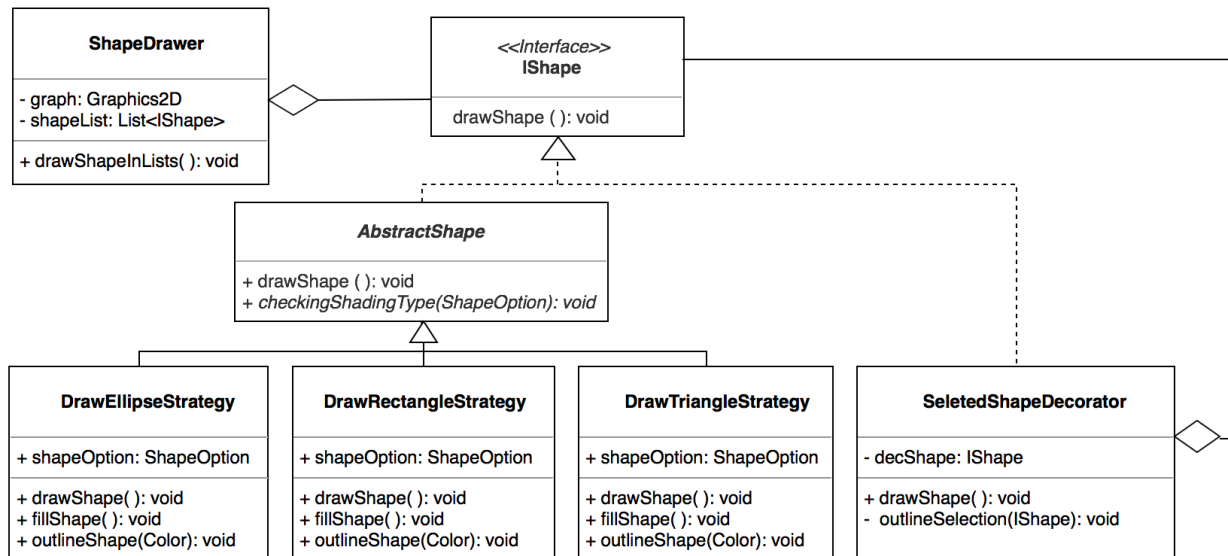 ShapeDrawer
- graph: Graphics2D
- shapeList: List<IShape>
+ drawShapeInLists( ): void
<<Interface>>
IShape
drawShape ( ): void
AbstractShape
+ drawShape ( ): void
+ checkingShadingType(ShapeOption): void
DrawEllipseStrategy
+ shapeOption: ShapeOption
+ drawShape( ): void
+ fillShape( ): void
+ outlineShape(Color): void
DrawRectangleStrategy
+ shapeOption: ShapeOption
+ drawShape( ): void
+ fillShape( ): void
+ outlineShape(Color): void
DrawTriangleStrategy
+ shapeOption: ShapeOption
+ drawShape( ): void
+ fillShape( ): void
+ outlineShape(Color): void
SeletedShapeDecorator
- decShape: IShape
+ drawShape( ): void
- outlineSelection(IShape): void